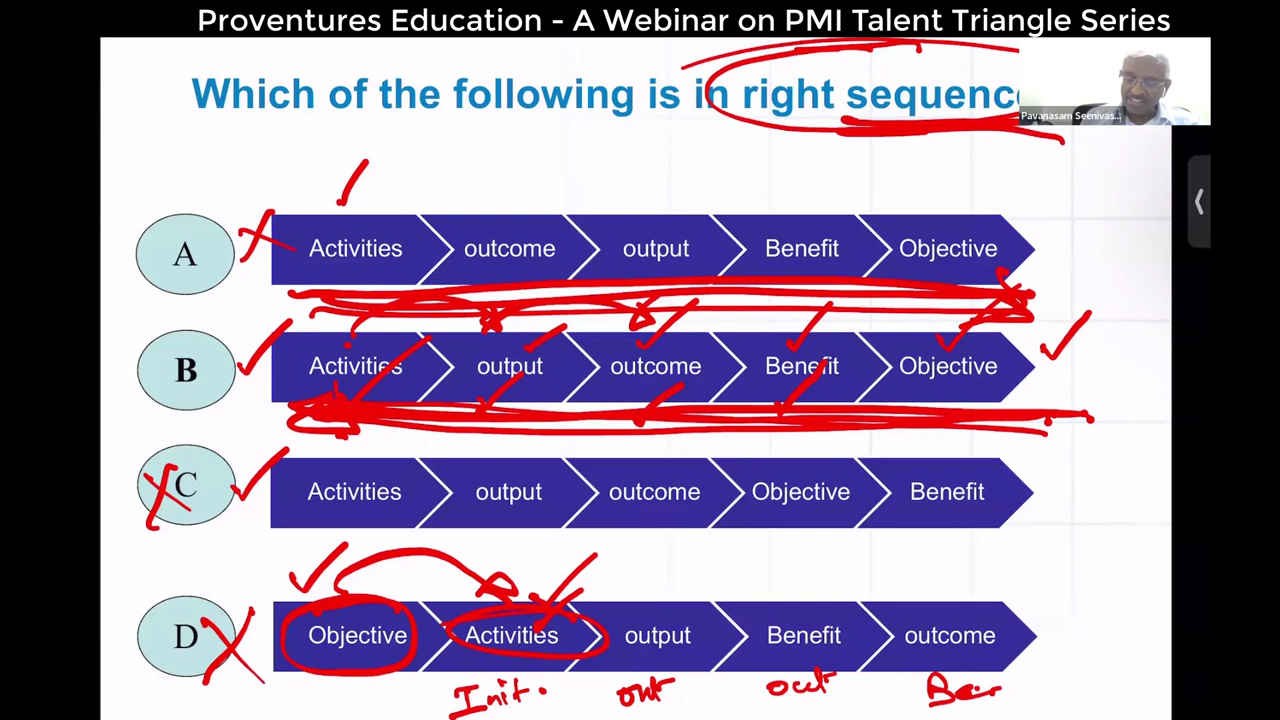 Proventures Education - A Webinar on PMI Talent Triangle Series
Which of the following is in right sequenc
Pavanasam Seenivas...
A Activities outcome output Benefit Objective
B Activities output outcome Benefit Objective
C Activities output outcome Objective Benefit
D Objective Activities output Benefit outcome
Init. out out